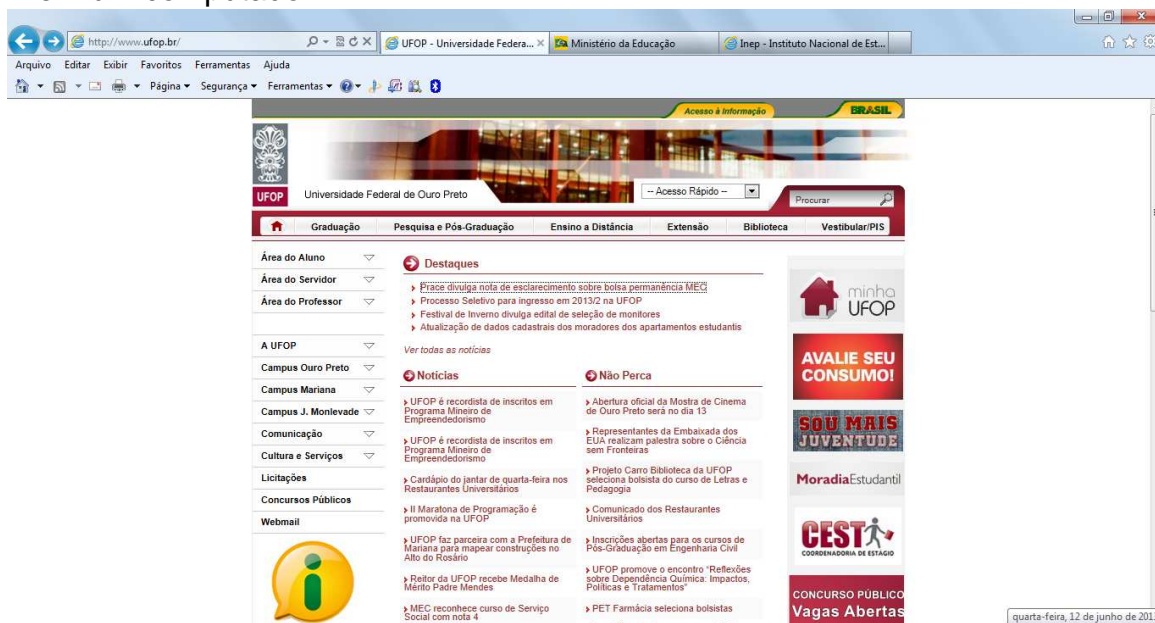 http://www.ufop.br/
UFOP - Universidade Federa...
Ministério da Educação
Inep - Instituto Nacional de Est...
Arquivo Editar Exibir Favoritos Ferramentas Ajuda
Página Segurança Ferramentas
Acesso à Informação
BRASIL
UFOP
Universidade Federal de Ouro Preto
-- Acesso Rápido --
Procurar
Graduação Pesquisa e Pós-Graduação Ensino a Distância Extensão Biblioteca Vestibular/PIS
Área do Aluno
Área do Servidor
Área do Professor
A UFOP
Campus Ouro Preto
Campus Mariana
Campus J. Monlevade
Comunicação
Cultura e Serviços
Licitações
Concursos Públicos
Webmail
i
Destaques
Prace divulga nota de esclarecimento sobre bolsa permanência MEC
Processo Seletivo para ingresso em 2013/2 na UFOP
Festival de Inverno divulga edital de seleção de monitores
Atualização de dados cadastrais dos moradores dos apartamentos estudantis
Ver todas as notícias
Notícias
UFOP é recordista de inscritos em
Programa Mineiro de
Empreendedorismo
UFOP é recordista de inscritos em
Programa Mineiro de
Empreendedorismo
Cardápio do jantar de quarta-feira nos
Restaurantes Universitários
II Maratona de Programação é
promovida na UFOP
UFOP faz parceira com a Prefeitura de
Mariana para mapear construções no
Alto do Rosário
Reitor da UFOP recebe Medalha de
Mérito Padre Mendes
MEC reconhece curso de Serviço
Social com nota 4
Não Perca
Abertura oficial da Mostra de Cinema
de Ouro Preto será no dia 13
Representantes da Embaixada dos
EUA realizam palestra sobre o Ciência
sem Fronteiras
Projeto Carro Biblioteca da UFOP
seleciona bolsista do curso de Letras e
Pedagogia
Comunicado dos Restaurantes
Universitários
Inscrições abertas para os cursos de
Pós-Graduação em Engenharia Civil
UFOP promove o encontro “Reflexões
sobre Dependência Química: Impactos,
Políticas e Tratamentos”
PET Farmácia seleciona bolsistas
minha
UFOP
AVALIE SEU
CONSUMO!
SOU MAIS
JUVENTUDE
MoradiaEstudantil
CEST
COORDENADORIA DE ESTÁGIO
CONCURSO PÚBLICO
Vagas Abertas
quarta-feira, 12 de junho de 201